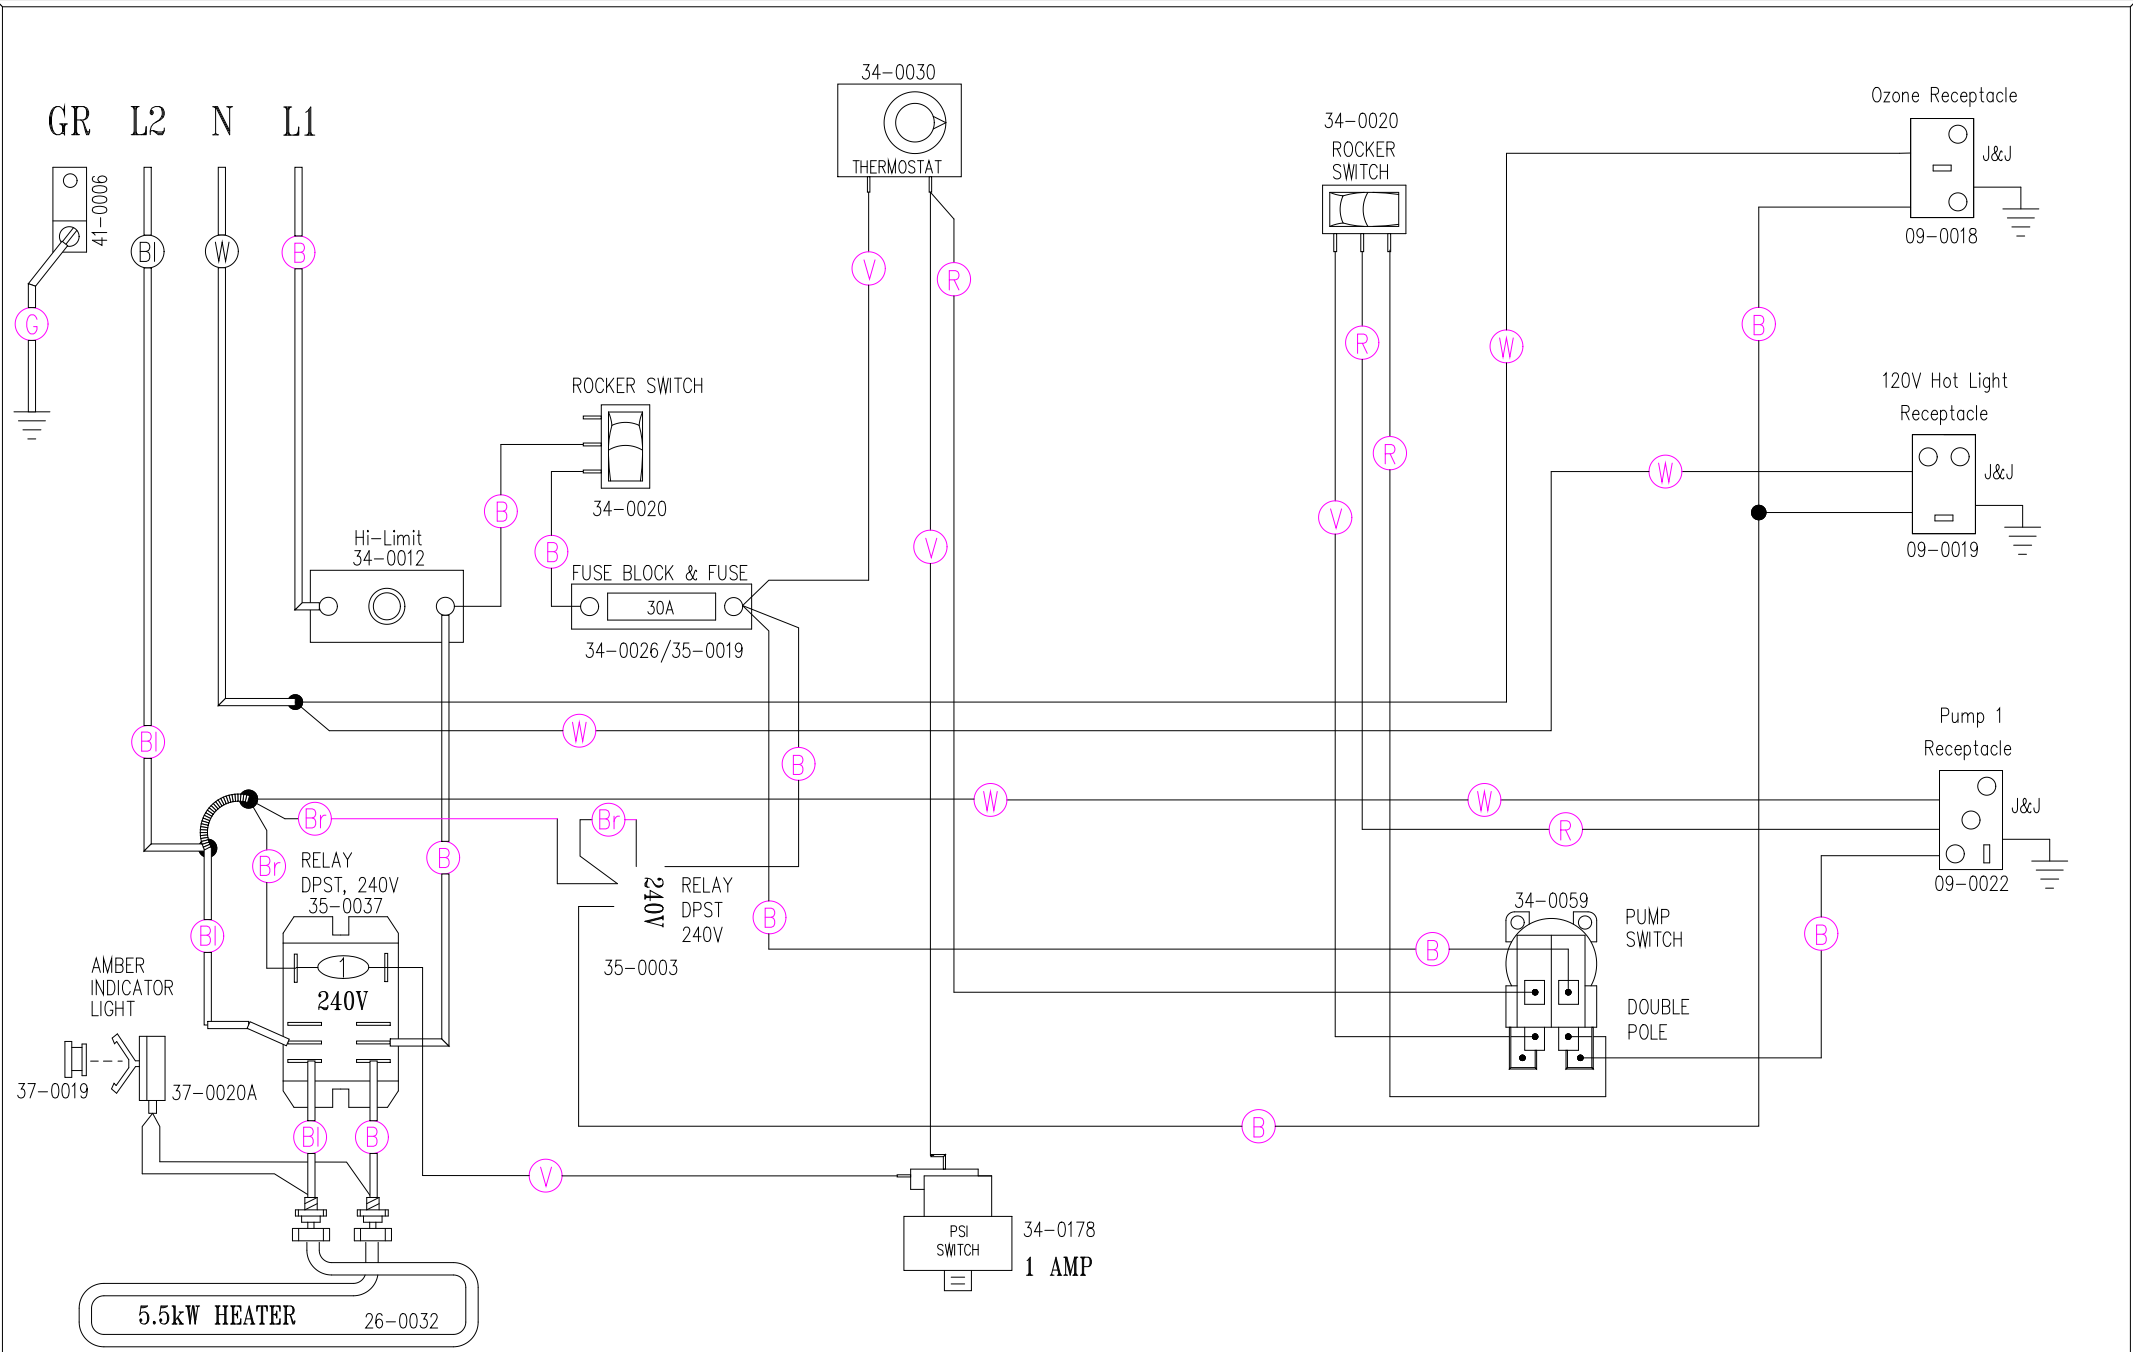 GR L2 N L1
41-0006
Bl
W
B
G
34-0030
THERMOSTAT
V
R
34-0020
ROCKER
SWITCH
Ozone Receptacle
J&J
09-0018
R
W
B
ROCKER SWITCH
34-0020
B
B
V
R
V
120V Hot Light
Receptacle
W
J&J
09-0019
Hi-Limit
34-0012
FUSE BLOCK & FUSE
30A
34-0026/35-0019
Bl
W
B
Pump 1
Receptacle
W
W
J&J
R
09-0022
Br
Br
Br
B
RELAY
DPST, 240V
35-0037
240V
RELAY
DPST
240V
35-0003
B
B
34-0059
PUMP
SWITCH
B
Bl
1
240V
AMBER
INDICATOR
LIGHT
DOUBLE
POLE
37-0019
37-0020A
Bl
B
B
V
PSI
SWITCH
34-0178
1 AMP
5.5kW HEATER
26-0032